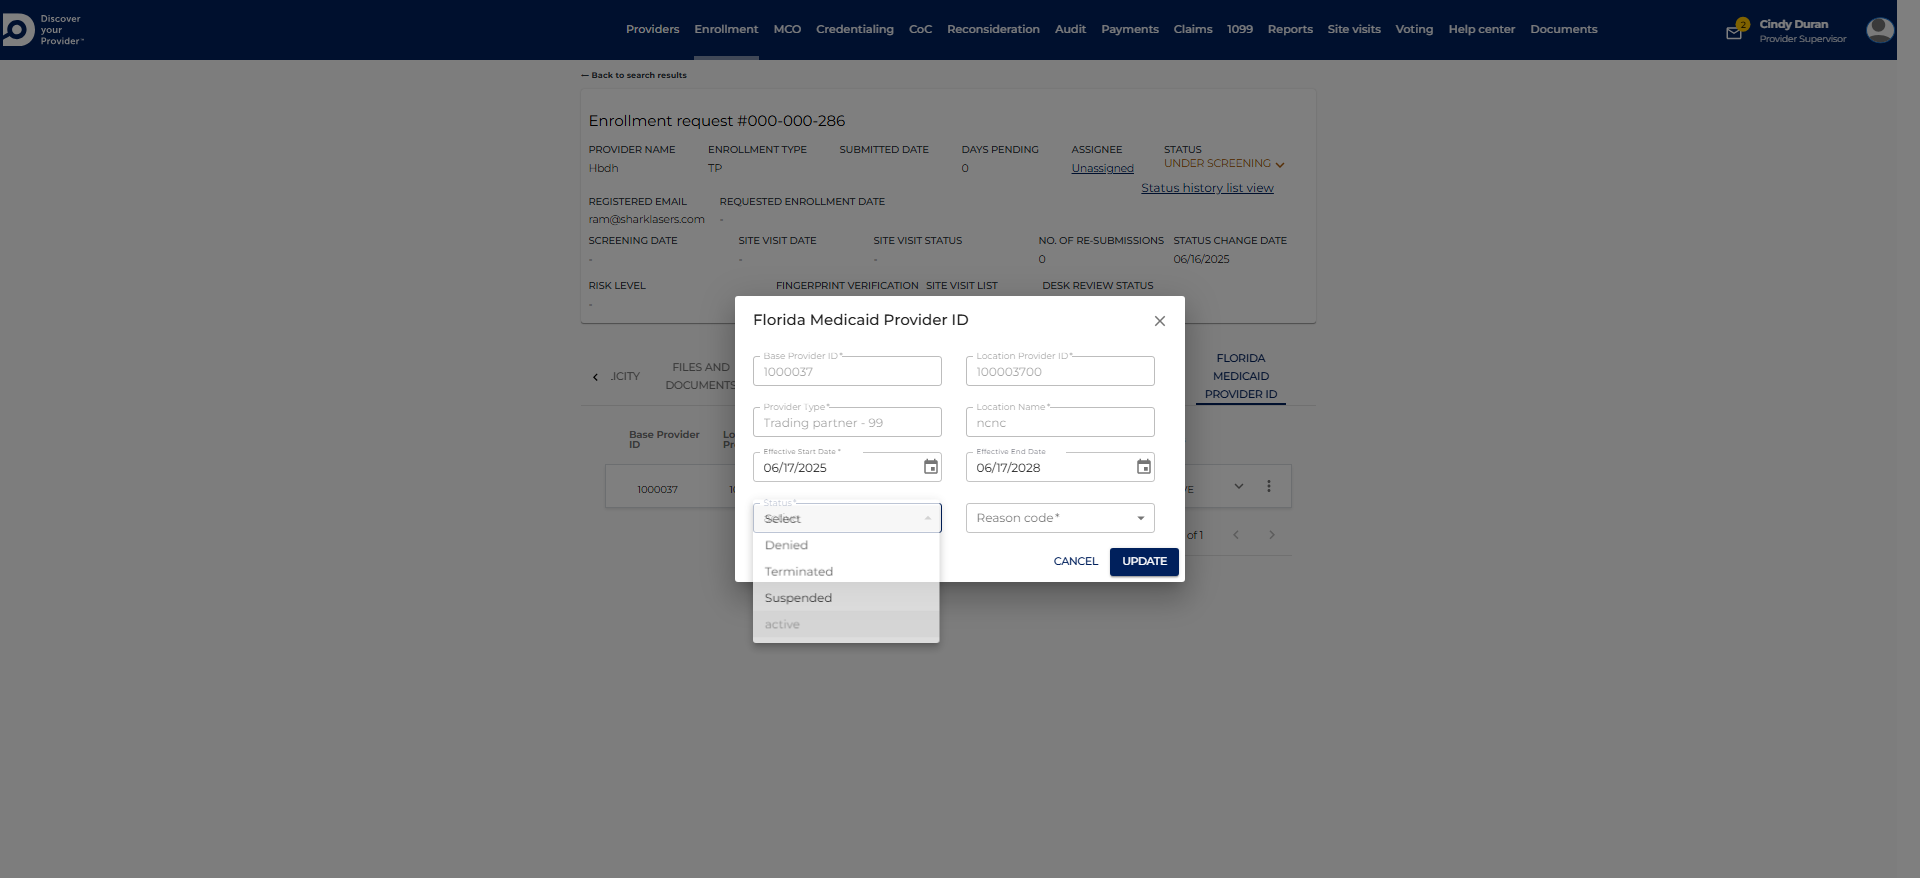 Discover
your
Provider™
Providers Enrollment MCO Credentialing CoC Reconsideration Audit Payments Claims 1099 Reports Site visits Voting Help center Documents
2
Cindy Duran
Provider Supervisor
Back to search results
Enrollment request #000-000-286
PROVIDER NAME ENROLLMENT TYPE SUBMITTED DATE DAYS PENDING ASSIGNEE STATUS
Hbdh TP 0 Unassigned UNDER SCREENING
Status history list view
REGISTERED EMAIL REQUESTED ENROLLMENT DATE
ram@sharklasers.com -
SCREENING DATE SITE VISIT DATE SITE VISIT STATUS NO. OF RE-SUBMISSIONS STATUS CHANGE DATE
- - - 0 06/16/2025
RISK LEVEL FINGERPRINT VERIFICATION SITE VISIT LIST DESK REVIEW STATUS
-
Florida Medicaid Provider ID
Base Provider ID* Location Provider ID*
1000037 100003700
Provider Type* Location Name*
Trading partner - 99 ncnc
Effective Start Date * Effective End Date
06/17/2025 06/17/2028
Status* Reason code*
Select
Denied
Terminated
Suspended
active
CANCEL UPDATE
FILES AND
DOCUMENTS
FLORIDA
MEDICAID
PROVIDER ID
Base Provider
ID
1000037
of 1